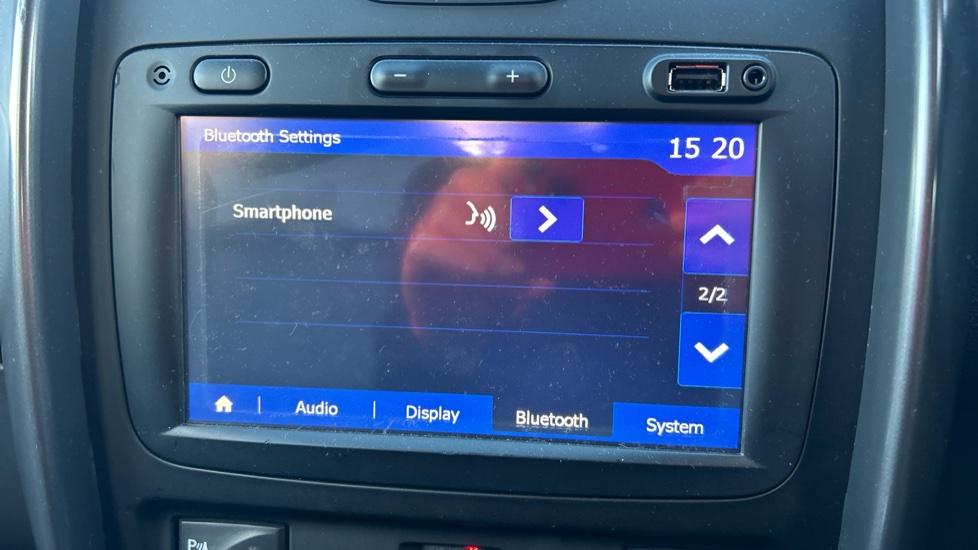 − +
Bluetooth Settings
15 20
Smartphone
2/2
Audio | Display Bluetooth System
P